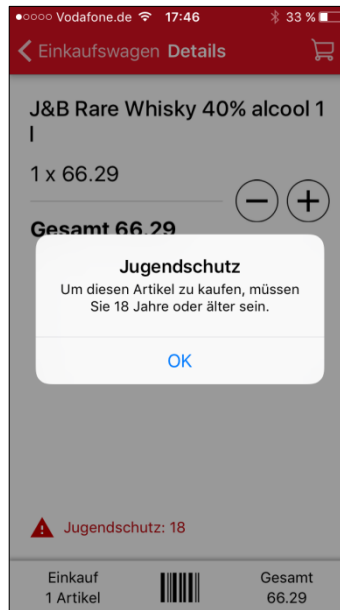 Vodafone.de 17:46 33 %
Einkaufswagen Details
J&B Rare Whisky 40% alcool 1
l
1 x 66.29
Gesamt 66.29
Jugendschutz
Um diesen Artikel zu kaufen, müssen
Sie 18 Jahre oder älter sein.
OK
Jugendschutz: 18
Einkauf Gesamt
1 Artikel 66.29